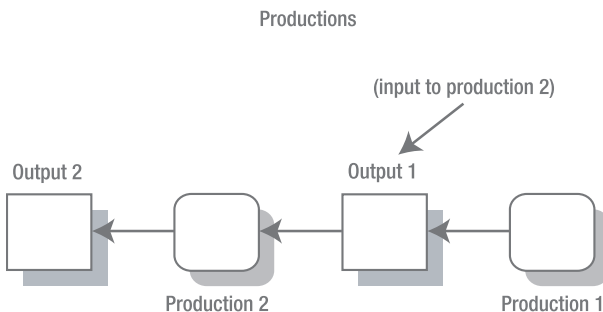 Productions
(input to production 2)
Output 2
Output 1
Production 2
Production 1